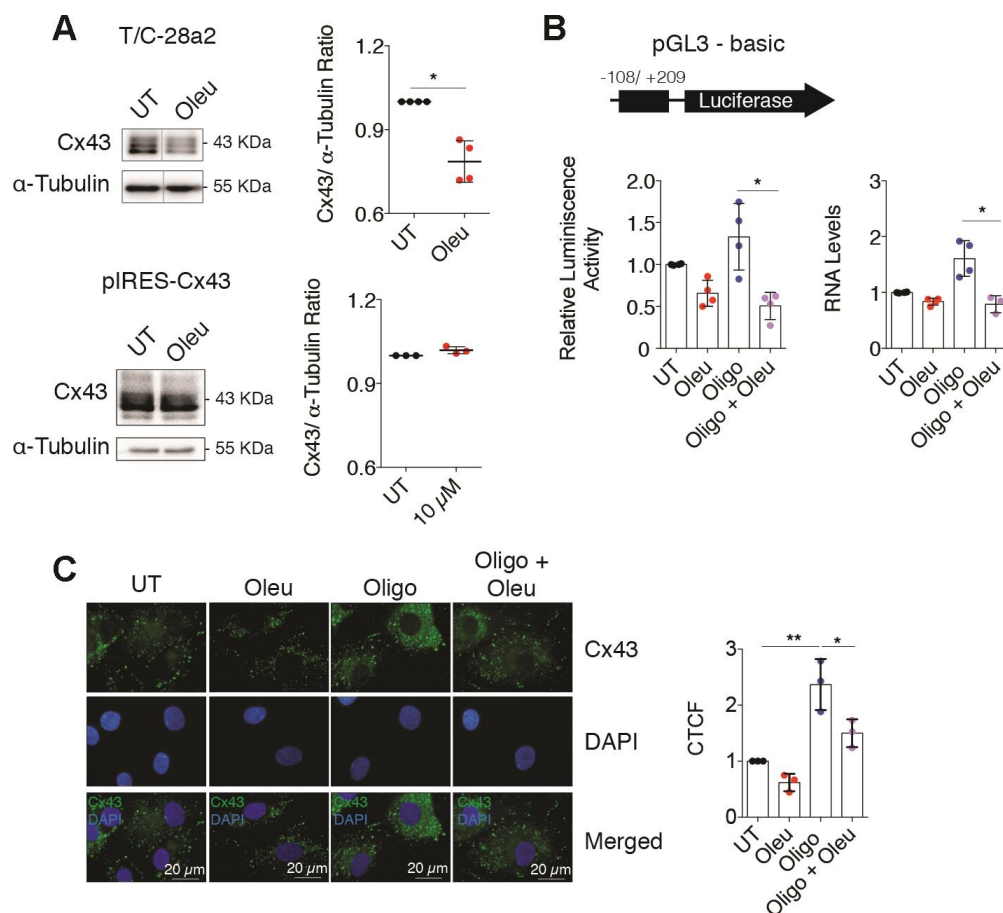 A
T/C-28a2
UT
Oleu
Cx43
43 KDa
α-Tubulin
55 KDa
Cx43/ α-Tubulin Ratio
1.2
0.9
0.6
*
UT
Oleu
pIRES-Cx43
UT
Oleu
Cx43
43 KDa
α-Tubulin
55 KDa
Cx43/ α-Tubulin Ratio
1.2
0.9
0.6
UT
10 µM
B
pGL3 - basic
-108/ +209
Luciferase
Relative Luminiscence
Activity
2.0
1.5
1.0
0.5
0.0
*
UT
Oleu
Oligo
Oligo + Oleu
RNA Levels
3
2
1
0
*
UT
Oleu
Oligo
Oligo + Oleu
C
UT
Oleu
Oligo
Oligo +
Oleu
Cx43
DAPI
Cx43
DAPI
20 µm
Cx43
DAPI
20 µm
Cx43
DAPI
20 µm
Cx43
DAPI
20 µm
Merged
CTCF
3
2
1
0
**
*
UT
Oleu
Oligo
Oligo + Oleu